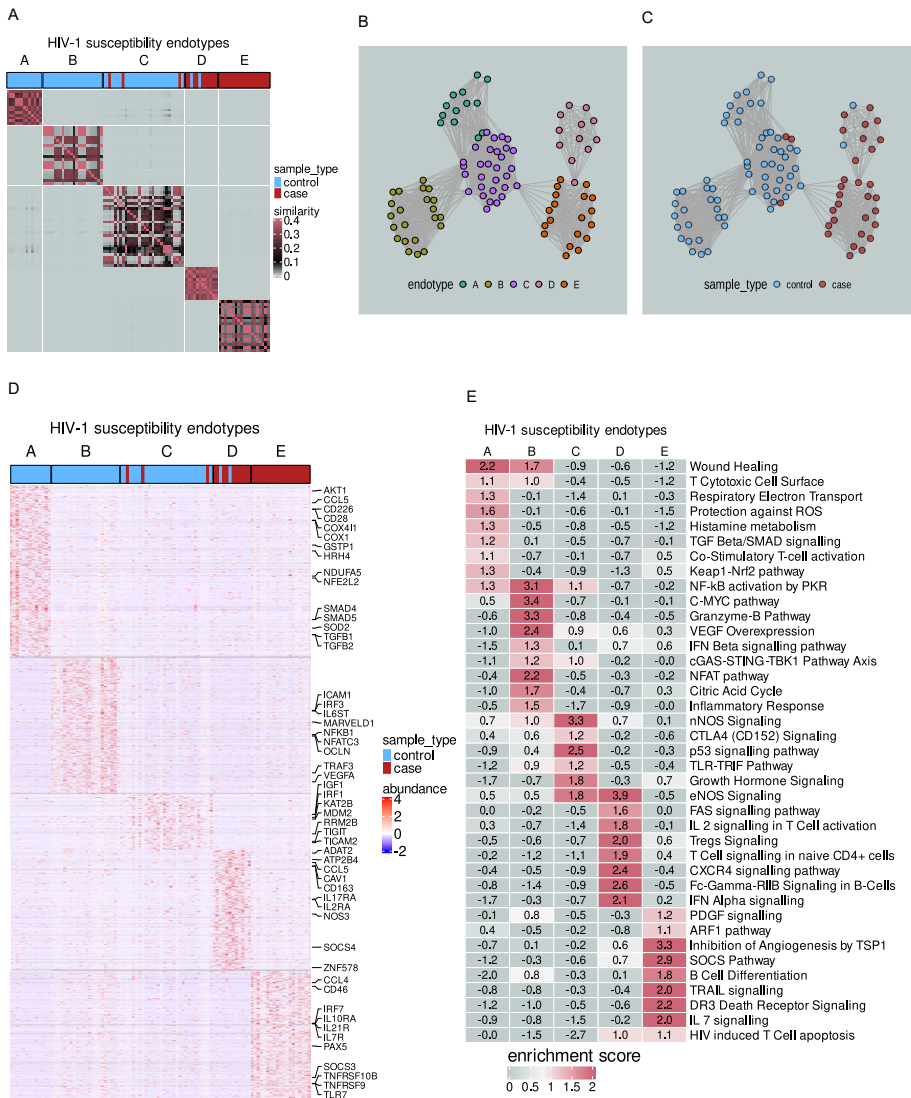 A
HIV-1 susceptibility endotypes
A B C D E
sample_type
control
case
similarity
0.4
0.3
0.2
0.1
0
B
endotype A B C D E
C
sample_type control case
D
HIV-1 susceptibility endotypes
A B C D E
AKT1
CCL5
CD226
CD28
COX4I1
COX1
GSTP1
HRH4
NDUFA5
NFE2L2
SMAD4
SMAD5
SOD2
TGFB1
TGFB2
ICAM1
IRF3
IL6ST
MARVELD1
NFKB1
NFATC3
OCLN
TRAF3
VEGFA
IGF1
IRF1
KAT2B
MDM2
RRM2B
TIGIT
TICAM2
ADAT2
ATP2B4
CCL5
CAV1
CD163
IL17RA
IL2RA
NOS3
SOCS4
ZNF578
CCL4
CD46
IRF7
IL10RA
IL21R
IL7R
PAX5
SOCS3
TNFRSF10B
TNFRSF9
TLR7
sample_type
control
case
abundance
4
2
0
-2
E
HIV-1 susceptibility endotypes
A B C D E
2.2 1.7 -0.9 -0.6 -1.2 Wound Healing
1.1 1.0 -0.4 -0.5 -1.2 T Cytotoxic Cell Surface
1.3 -0.1 -1.4 0.1 -0.3 Respiratory Electron Transport
1.6 -0.1 -0.6 -0.1 -1.5 Protection against ROS
1.3 -0.5 -0.8 -0.5 -1.2 Histamine metabolism
1.2 0.1 -0.5 -0.1 -0.7 TGF Beta/SMAD signalling
1.1 -0.7 -0.1 -0.7 0.5 Co-Stimulatory T-cell activation
1.3 -0.4 -0.9 -1.3 0.5 Keap1-Nrf2 pathway
1.3 3.1 1.1 -0.7 -0.2 NF-kB activation by PKR
0.5 3.4 -0.7 -0.1 -0.1 C-MYC pathway
-0.6 3.3 -0.8 -0.4 -0.5 Granzyme-B Pathway
-1.0 2.4 0.9 0.6 0.3 VEGF Overexpression
-1.5 1.3 0.1 0.7 0.6 IFN Beta signalling pathway
-1.1 1.2 1.0 -0.2 -0.0 cGAS-STING-TBK1 Pathway Axis
-0.4 2.2 -0.5 -0.3 -0.2 NFAT pathway
-1.0 1.7 -0.4 -0.7 0.3 Citric Acid Cycle
-0.5 1.5 -1.7 -0.9 -0.0 Inflammatory Response
0.7 1.0 3.3 0.7 0.1 nNOS Signaling
0.4 0.6 1.2 -0.2 -0.6 CTLA4 (CD152) Signaling
-0.9 0.4 2.5 -0.2 -0.3 p53 signalling pathway
-1.2 0.9 1.2 -0.5 -0.4 TLR-TRIF Pathway
-1.7 -0.7 1.8 -0.3 0.7 Growth Hormone Signaling
0.5 0.5 1.8 3.9 -0.5 eNOS Signaling
0.0 -0.2 -0.5 1.6 -0.0 FAS signalling pathway
0.3 -0.7 -1.4 1.8 -0.1 IL 2 signalling in T Cell activation
-0.5 -0.6 -0.7 2.0 0.6 Tregs Signaling
-0.2 -1.2 -1.1 1.9 0.4 T Cell signalling in naive CD4+ cells
-0.4 -0.5 -0.9 2.4 -0.4 CXCR4 signalling pathway
-0.8 -1.4 -0.9 2.6 -0.5 Fc-Gamma-RIIB Signaling in B-Cells
-1.7 -0.3 -0.7 2.1 0.2 IFN Alpha signalling
-0.1 0.8 -0.5 -0.3 1.2 PDGF signalling
0.4 -0.5 -0.2 -0.8 1.1 ARF1 pathway
-0.7 0.1 -0.2 0.6 3.3 Inhibition of Angiogenesis by TSP1
-1.2 -0.3 -0.6 0.7 2.9 SOCS Pathway
-2.0 0.8 -0.3 0.1 1.8 B Cell Differentiation
-0.8 -0.8 -0.3 -0.4 2.0 TRAIL signalling
-1.2 -1.0 -0.5 -0.6 2.2 DR3 Death Receptor Signaling
-0.9 -0.8 -1.5 -0.2 2.0 IL 7 signalling
-0.0 -1.5 -2.7 1.0 1.1 HIV induced T Cell apoptosis
enrichment score
0 0.5 1 1.5 2